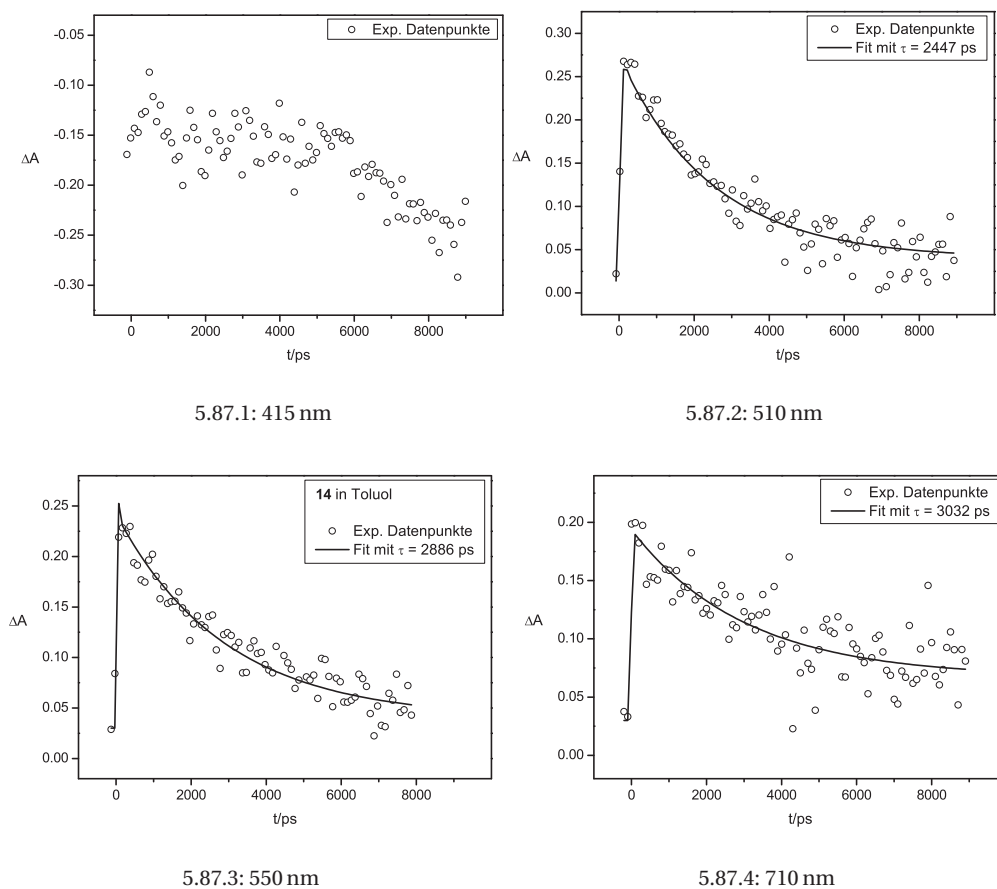 Exp. Datenpunkte
-0.05
-0.10
-0.15
-0.20
-0.25
-0.30
ΔA
0 2000 4000 6000 8000
t/ps
5.87.1: 415 nm
Exp. Datenpunkte
Fit mit τ = 2447 ps
0.30
0.25
0.20
0.15
0.10
0.05
0.00
ΔA
0 2000 4000 6000 8000
t/ps
5.87.2: 510 nm
14 in Toluol
Exp. Datenpunkte
Fit mit τ = 2886 ps
0.25
0.20
0.15
0.10
0.05
0.00
ΔA
0 2000 4000 6000 8000
t/ps
5.87.3: 550 nm
Exp. Datenpunkte
Fit mit τ = 3032 ps
0.20
0.15
0.10
0.05
0.00
ΔA
0 2000 4000 6000 8000
t/ps
5.87.4: 710 nm